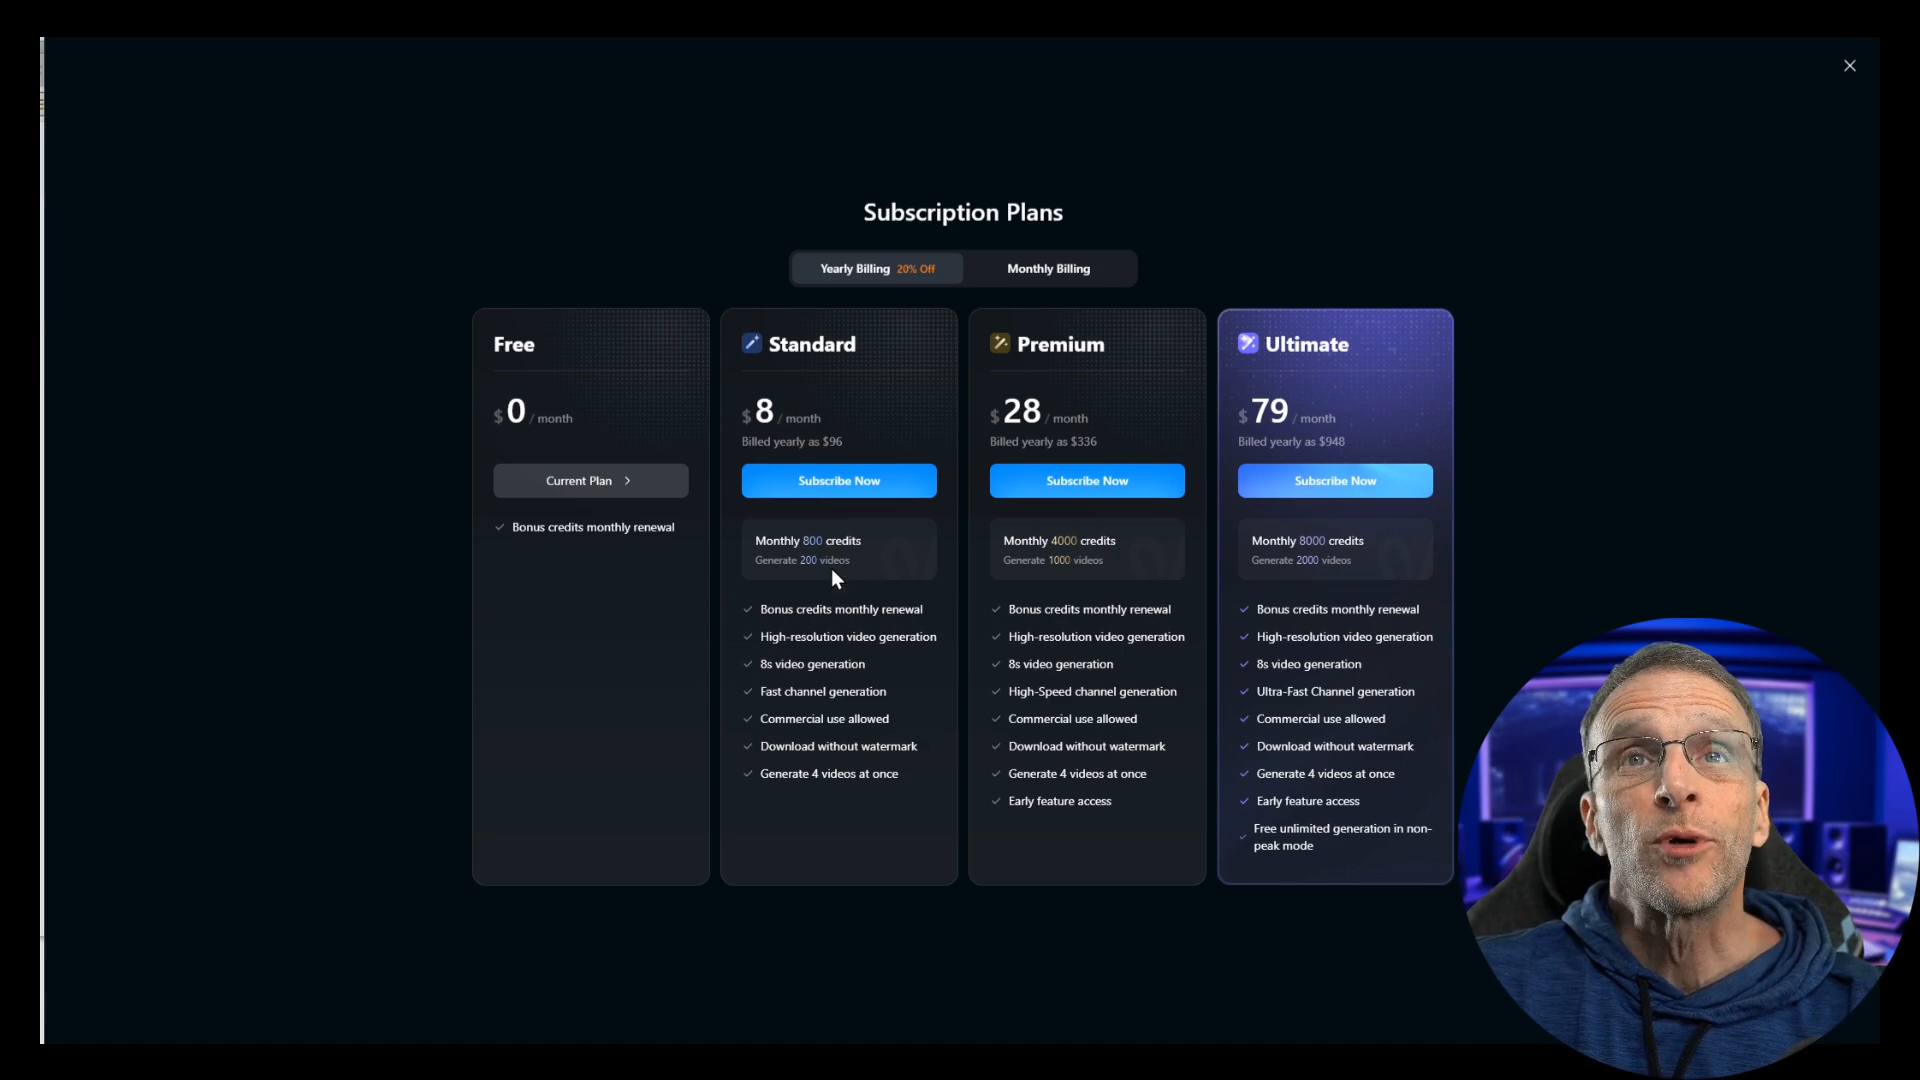 Subscription Plans
Yearly Billing 20% Off
Monthly Billing
Free
$ 0 / month
Current Plan >
Bonus credits monthly renewal
Standard
$ 8 / month
Billed yearly as $96
Subscribe Now
Monthly 800 credits
Generate 200 videos
Bonus credits monthly renewal
High-resolution video generation
8s video generation
Fast channel generation
Commercial use allowed
Download without watermark
Generate 4 videos at once
Premium
$ 28 / month
Billed yearly as $336
Subscribe Now
Monthly 4000 credits
Generate 1000 videos
Bonus credits monthly renewal
High-resolution video generation
8s video generation
High-Speed channel generation
Commercial use allowed
Download without watermark
Generate 4 videos at once
Early feature access
Ultimate
$ 79 / month
Billed yearly as $948
Subscribe Now
Monthly 8000 credits
Generate 2000 videos
Bonus credits monthly renewal
High-resolution video generation
8s video generation
Ultra-Fast Channel generation
Commercial use allowed
Download without watermark
Generate 4 videos at once
Early feature access
Free unlimited generation in non-
peak mode